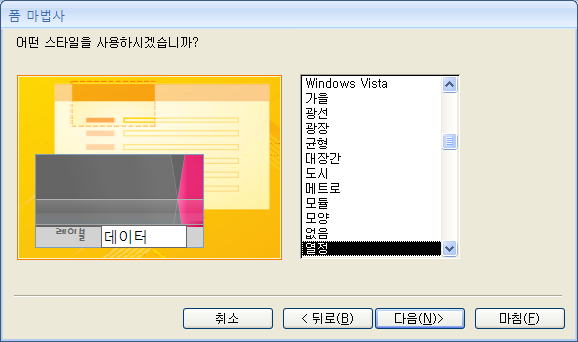 폼 마법사
어떤 스타일을 사용하시겠습니까?
레이블
데이터
Windows Vista
가을
광선
광장
균형
대장간
도시
메트로
모듈
모양
없음
열정
취소
< 뒤로(B)
다음(N)>
마침(F)